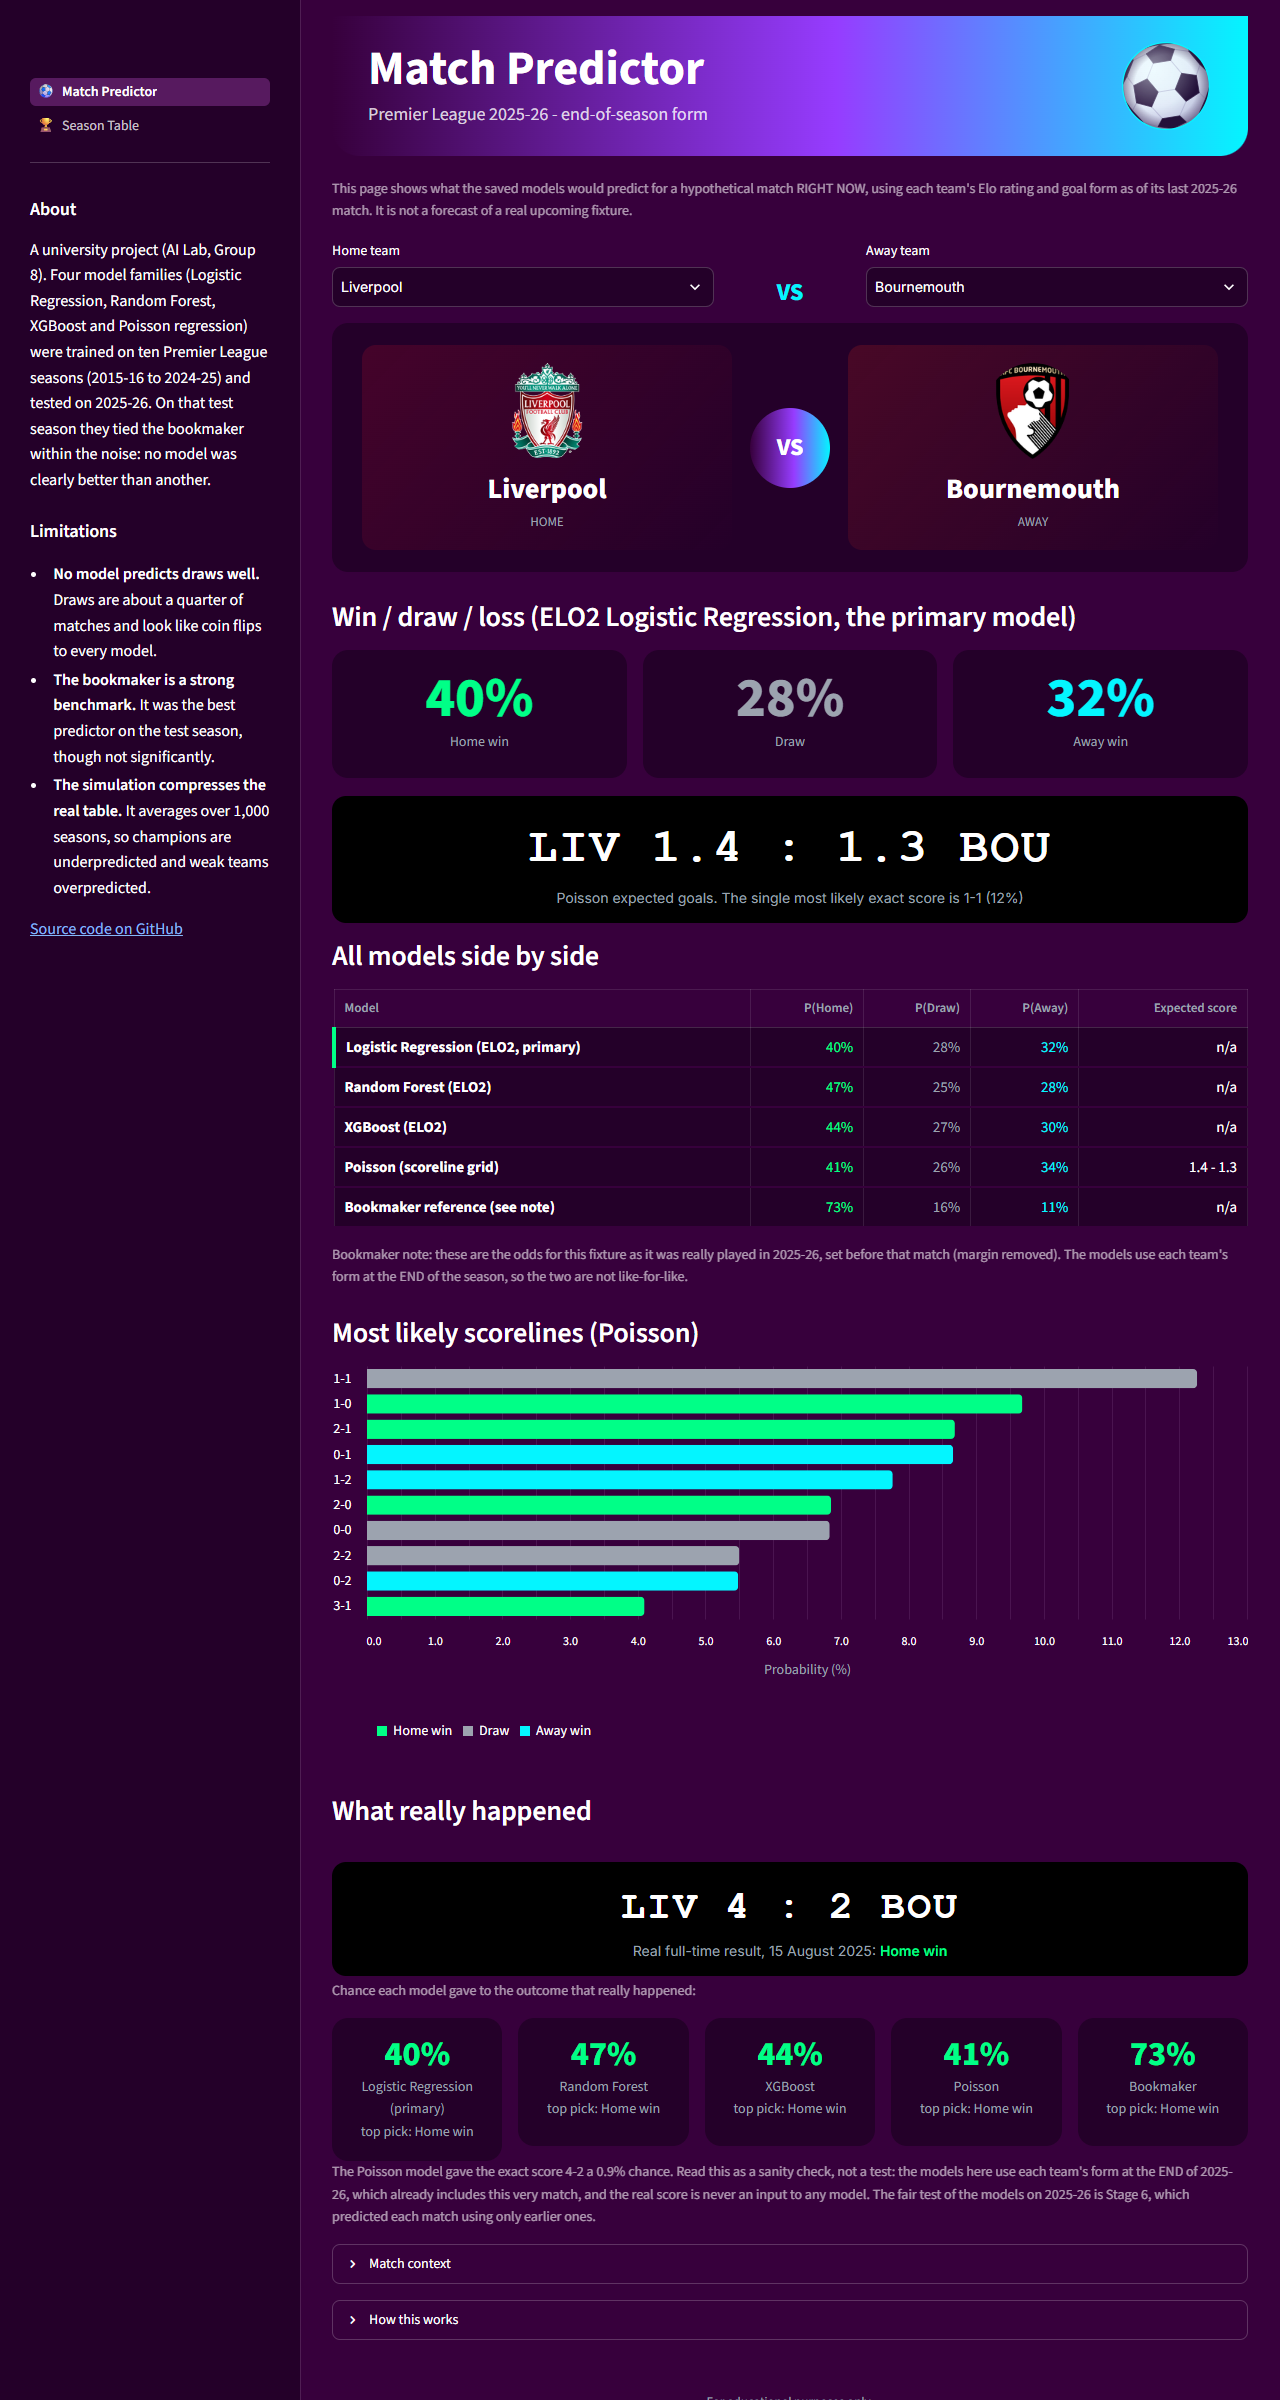 Match Predictor
Season Table
About
A university project (AI Lab, Group
8). Four model families (Logistic
Regression, Random Forest,
XGBoost and Poisson regression)
were trained on ten Premier League
seasons (2015-16 to 2024-25) and
tested on 2025-26. On that test
season they tied the bookmaker
within the noise: no model was
clearly better than another.
Limitations
• No model predicts draws well.
Draws are about a quarter of
matches and look like coin flips
to every model.
• The bookmaker is a strong
benchmark. It was the best
predictor on the test season,
though not significantly.
• The simulation compresses the
real table. It averages over 1,000
seasons, so champions are
underpredicted and weak teams
overpredicted.
Source code on GitHub
Match Predictor
Premier League 2025-26 - end-of-season form
This page shows what the saved models would predict for a hypothetical match RIGHT NOW, using each team's Elo rating and goal form as of its last 2025-26
match. It is not a forecast of a real upcoming fixture.
Home team
Away team
Liverpool
VS
Bournemouth
YOU'LL NEVER WALK ALONE
LIVERPOOL
FOOTBALL CLUB
EST·1892
AFC BOURNEMOUTH
VS
Liverpool
Bournemouth
HOME
AWAY
Win / draw / loss (ELO2 Logistic Regression, the primary model)
40%
28%
32%
Home win
Draw
Away win
LIV 1.4 : 1.3 BOU
Poisson expected goals. The single most likely exact score is 1-1 (12%)
All models side by side
Model P(Home) P(Draw) P(Away) Expected score
Logistic Regression (ELO2, primary) 40% 28% 32% n/a
Random Forest (ELO2) 47% 25% 28% n/a
XGBoost (ELO2) 44% 27% 30% n/a
Poisson (scoreline grid) 41% 26% 34% 1.4 - 1.3
Bookmaker reference (see note) 73% 16% 11% n/a
Bookmaker note: these are the odds for this fixture as it was really played in 2025-26, set before that match (margin removed). The models use each team's
form at the END of the season, so the two are not like-for-like.
Most likely scorelines (Poisson)
1-1
1-0
2-1
0-1
1-2
2-0
0-0
2-2
0-2
3-1
0.0 1.0 2.0 3.0 4.0 5.0 6.0 7.0 8.0 9.0 10.0 11.0 12.0 13.0
Probability (%)
Home win Draw Away win
What really happened
LIV 4 : 2 BOU
Real full-time result, 15 August 2025: Home win
Chance each model gave to the outcome that really happened:
40%
Logistic Regression
(primary)
top pick: Home win
47%
Random Forest
top pick: Home win
44%
XGBoost
top pick: Home win
41%
Poisson
top pick: Home win
73%
Bookmaker
top pick: Home win
The Poisson model gave the exact score 4-2 a 0.9% chance. Read this as a sanity check, not a test: the models here use each team's form at the END of 2025-
26, which already includes this very match, and the real score is never an input to any model. The fair test of the models on 2025-26 is Stage 6, which
predicted each match using only earlier ones.
Match context
How this works
For educational purposes only